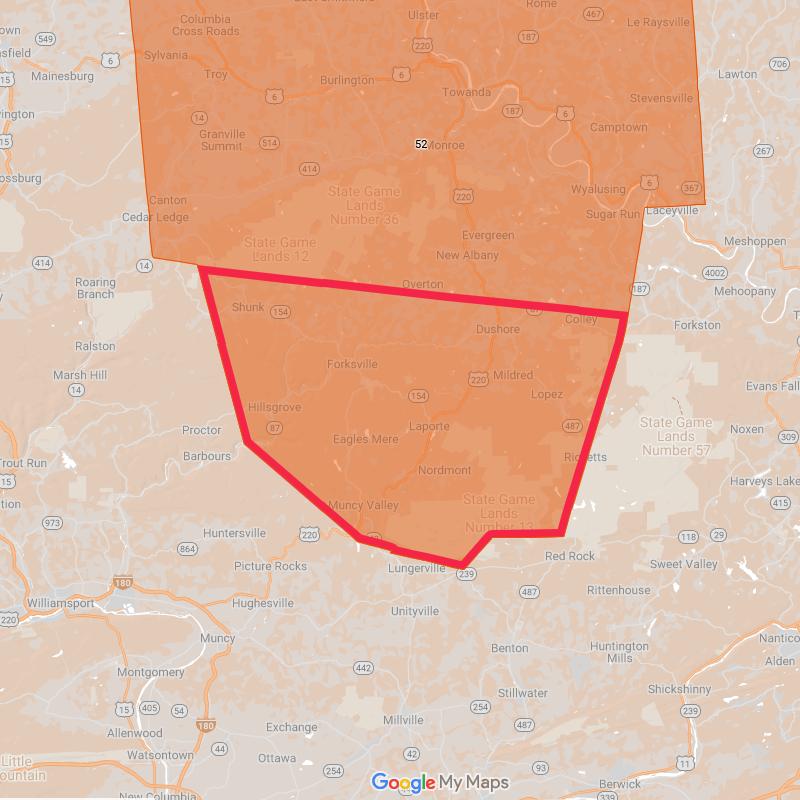 Ulster
Rome
467
Columbia
Cross Roads
Le Raysville
549
187
220
Sylvania
6
706
Mainesburg
Troy
Burlington
6
Lawton
15
6
Towanda
187
6
Stevensville
14
Granville
Summit
514
Camptown
15
52
Monroe
267
414
State Game
Lands
Number 36
220
Wyalusing
6
367
Canton
Cedar Ledge
Sugar Run
Laceyville
Evergreen
Meshoppen
State Game
Lands 12
New Albany
414
14
4002
Roaring
Branch
Overton
187
Mehoopany
Shunk
154
87
Colley
Forkston
Dushore
Ralston
Forksville
Marsh Hill
220
Mildred
14
154
Lopez
Evans Fall
Hillsgrove
87
Laporte
487
State Game
Lands
Number 57
Noxen
Proctor
Eagles Mere
309
Barbours
Ricketts
Trout Run
Nordmont
15
Harveys Lake
Muncy Valley
State Game
Lands
Number 13
415
973
Huntersville
220
118
29
864
Red Rock
Picture Rocks
Lungerville
239
Sweet Valley
180
Rittenhouse
487
Williamsport
Hughesville
Unityville
220
Muncy
Benton
Huntington
Mills
Nantico
Alden
442
Montgomery
Shickshinny
Stillwater
15
405
54
254
239
180
Exchange
Millville
487
Allenwood
44
Watsontown
Ottawa
11
Little
ountain
254
93
Google My Maps
Berwick
New Columbia
339